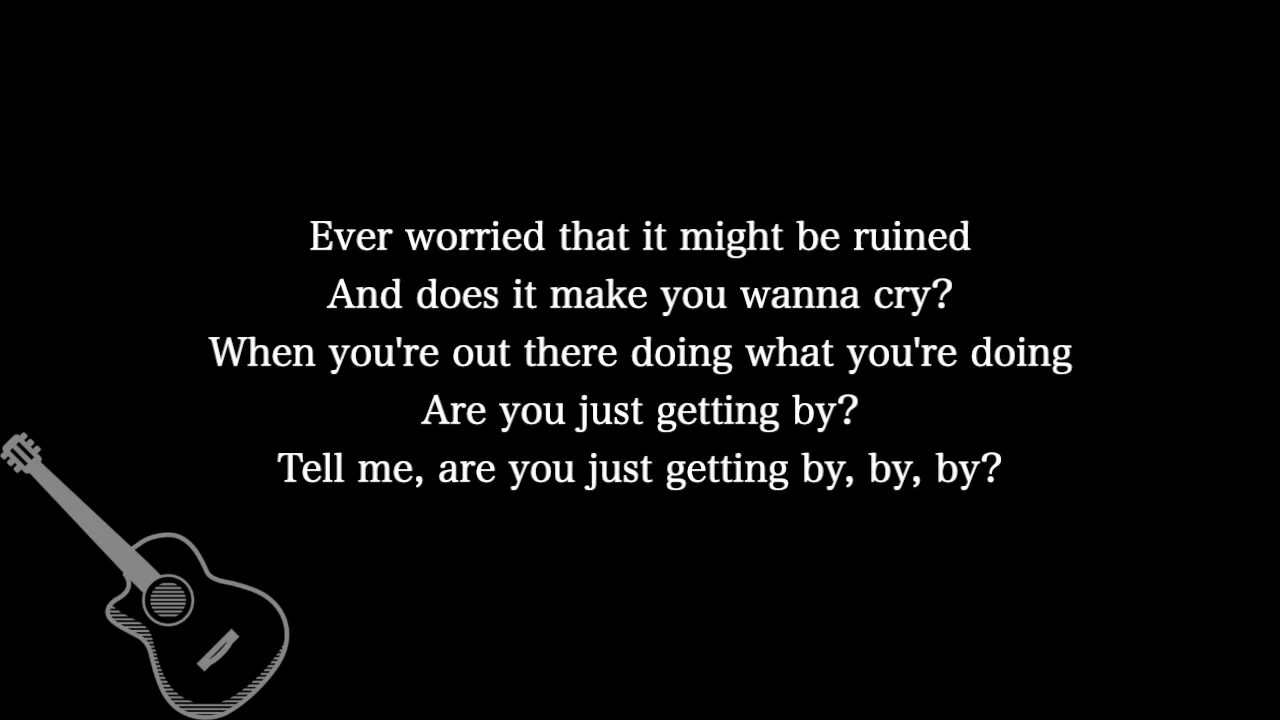 Ever worried that it might be ruined
And does it make you wanna cry?
When you're out there doing what you're doing
Are you just getting by?
Tell me, are you just getting by, by, by?